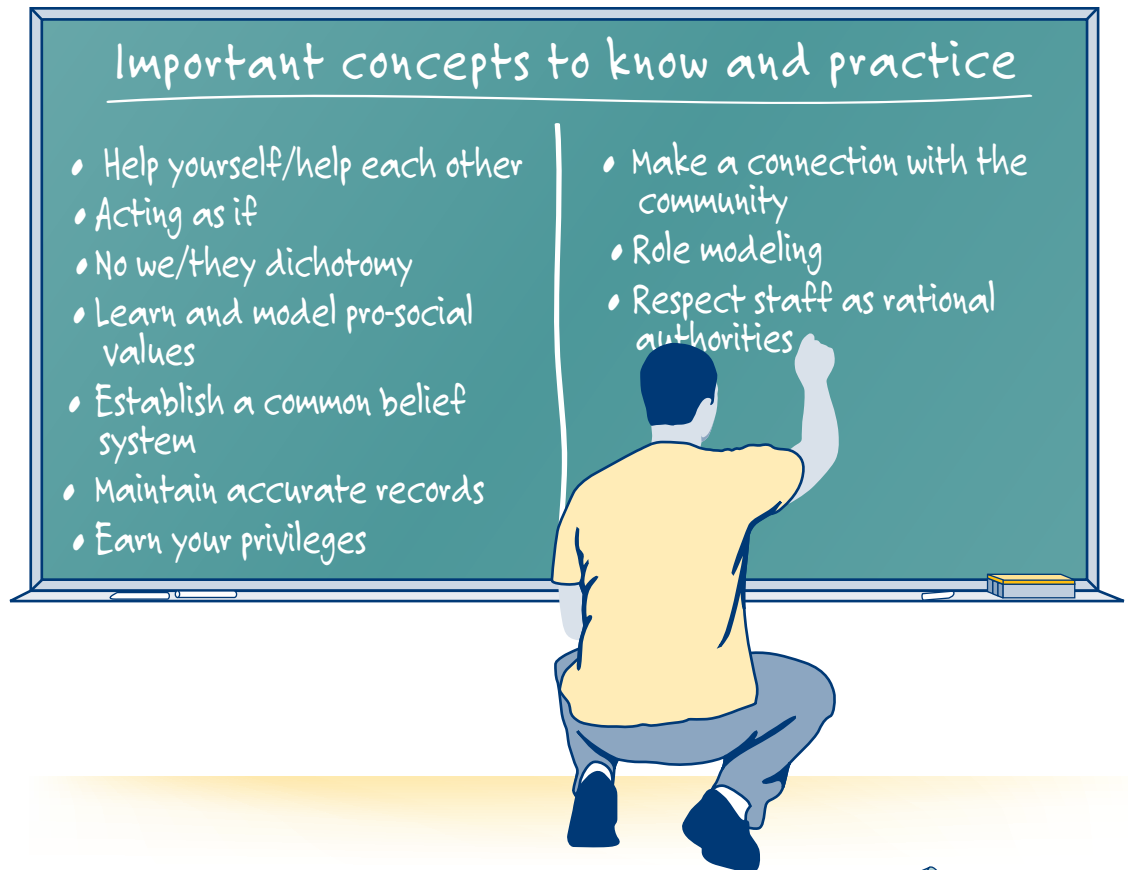 Important concepts to know and practice
• Help yourself/help each other
• Acting as if
• No we/they dichotomy
• Learn and model pro-social
values
• Establish a common belief
system
• Maintain accurate records
• Earn your privileges
• Make a connection with the
community
• Role modeling
• Respect staff as rational
authorities